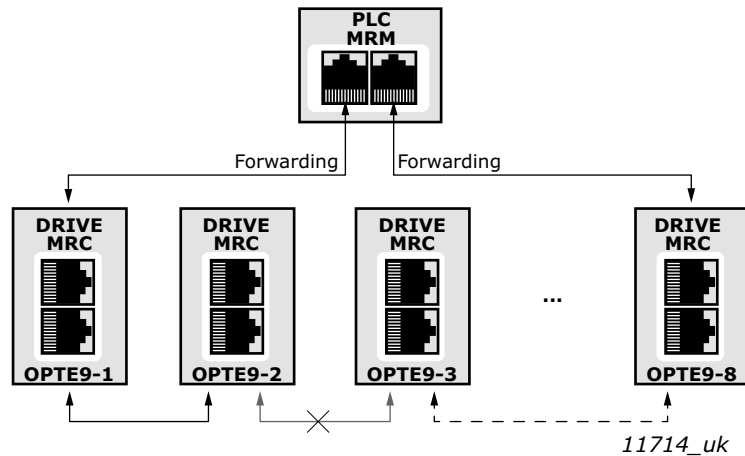 PLC
MRM
Forwarding
Forwarding
DRIVE
MRC
OPTE9-1
DRIVE
MRC
OPTE9-2
DRIVE
MRC
OPTE9-3
...
DRIVE
MRC
OPTE9-8
11714_uk